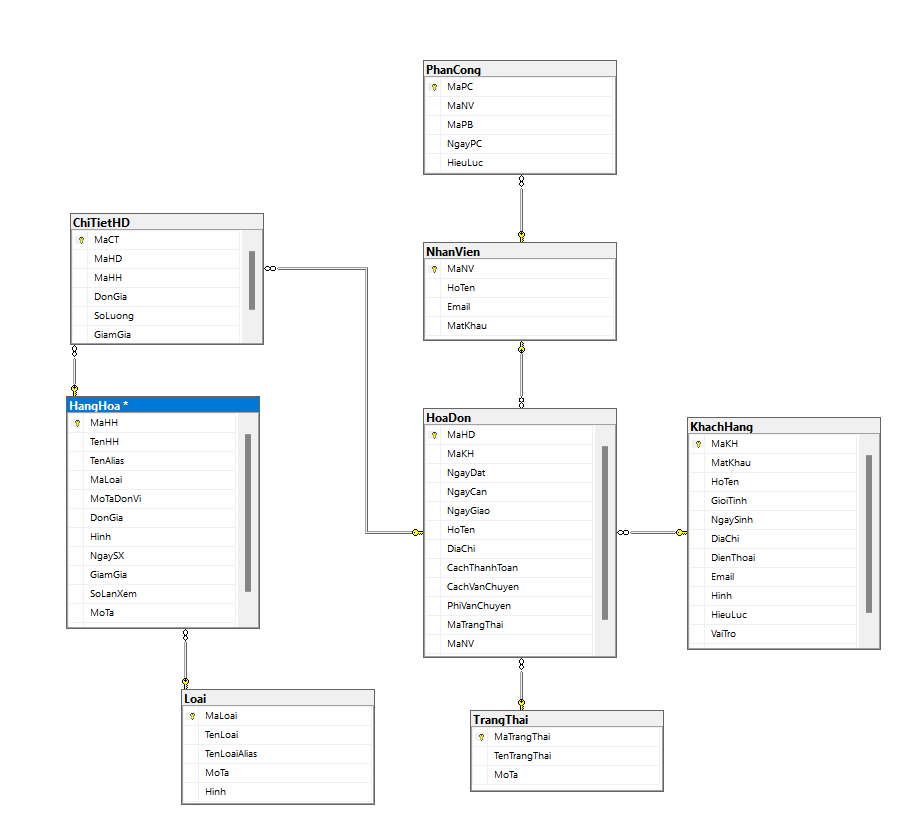 PhanCong
MaPC
MaNV
MaPB
NgayPC
HieuLuc
ChiTietHD
MaCT
MaHD
MaHH
DonGia
SoLuong
GiamGia
NhanVien
MaNV
HoTen
Email
MatKhau
HangHoa *
MaHH
TenHH
TenAlias
MaLoai
MoTaDonVi
DonGia
Hinh
NgaySX
GiamGia
SoLanXem
MoTa
HoaDon
MaHD
MaKH
NgayDat
NgayCan
NgayGiao
HoTen
DiaChi
CachThanhToan
CachVanChuyen
PhiVanChuyen
MaTrangThai
MaNV
KhachHang
MaKH
MatKhau
HoTen
GioiTinh
NgaySinh
DiaChi
DienThoai
Email
Hinh
HieuLuc
VaiTro
Loai
MaLoai
TenLoai
TenLoaiAlias
MoTa
Hinh
TrangThai
MaTrangThai
TenTrangThai
MoTa